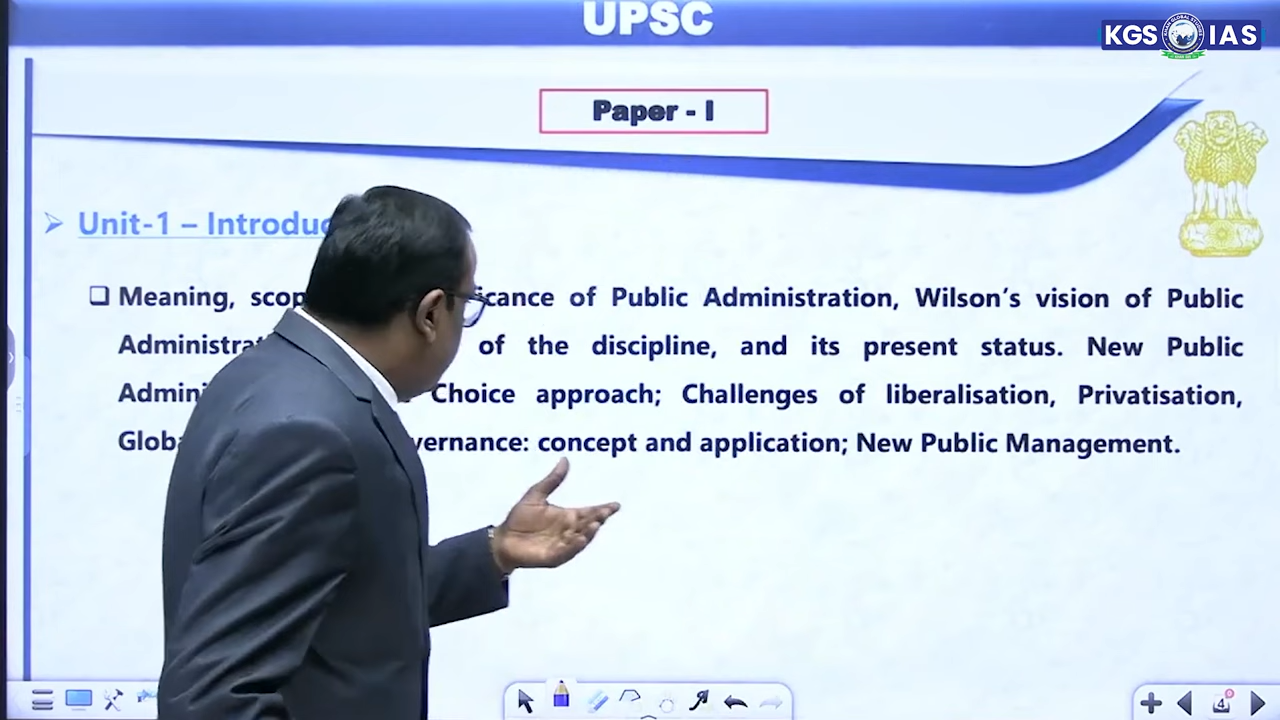 UPSC
KGS IAS
Paper - I
Unit-1 – Introduc
Meaning, scop icance of Public Administration, Wilson's vision of Public
Administrat of the discipline, and its present status. New Public
Admini Choice approach; Challenges of liberalisation, Privatisation,
Globa vernance: concept and application; New Public Management.
4